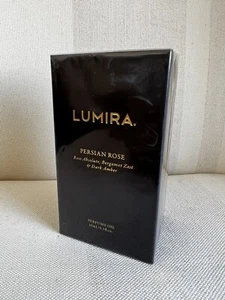 LUMIRA®
PERSIAN ROSE
Rose Absolute, Bergamot Zest
& Dark Amber
PERFUME OIL